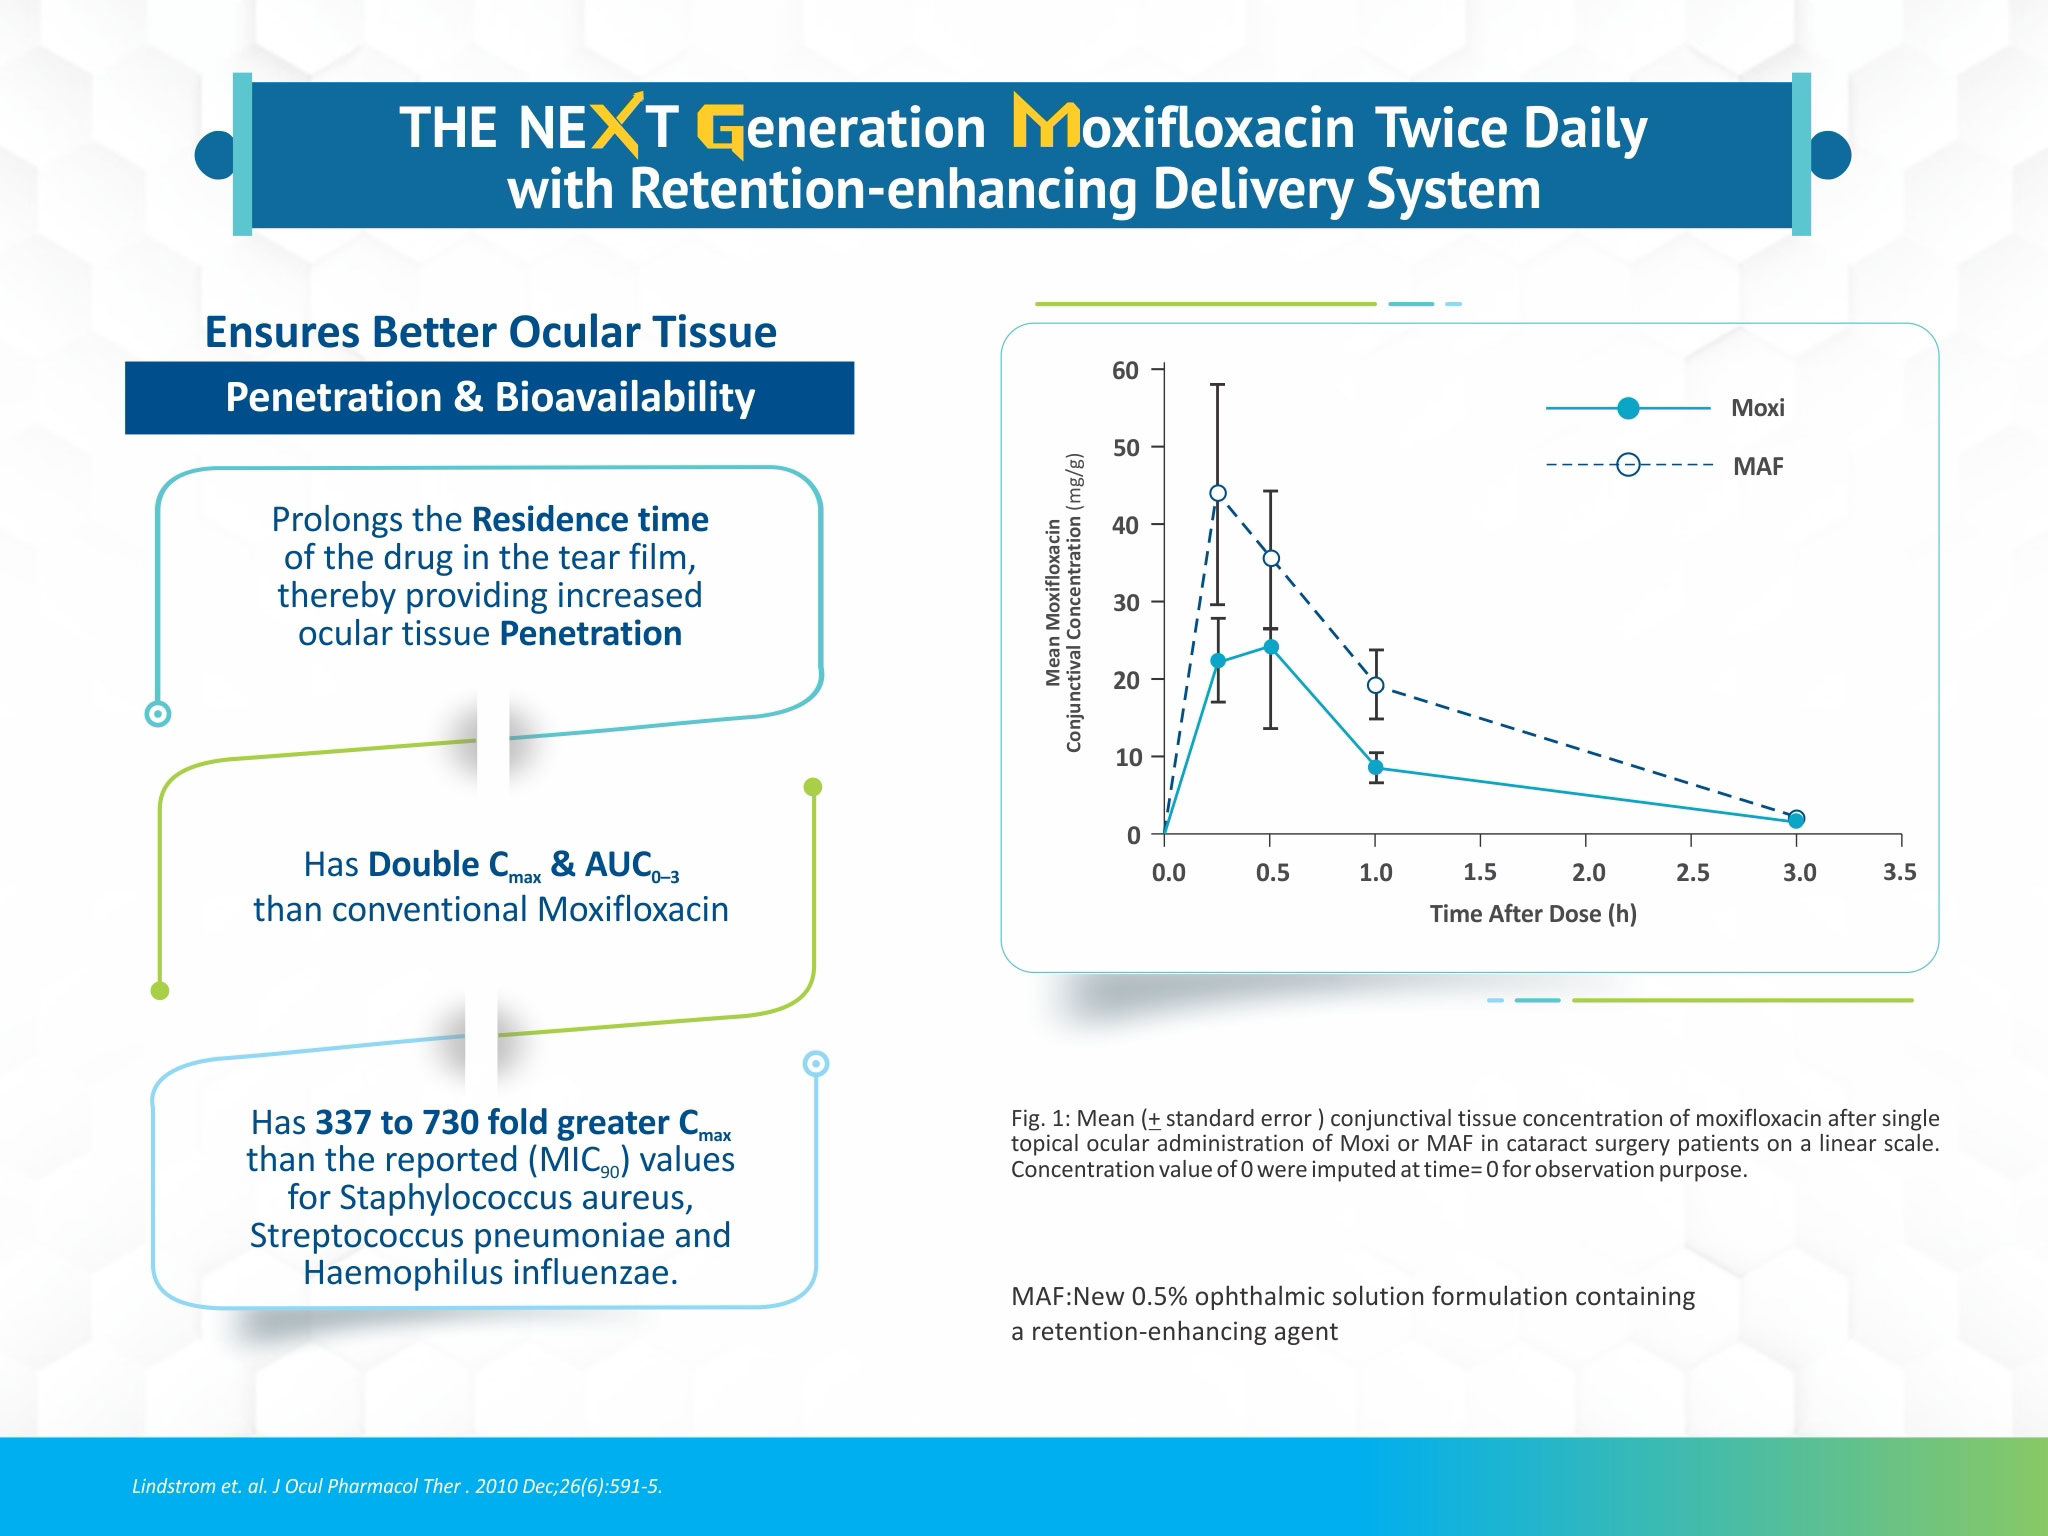 THE NEXT Generation Moxifloxacin Twice Daily
with Retention-enhancing Delivery System
Ensures Better Ocular Tissue
Penetration & Bioavailability
Prolongs the Residence time
of the drug in the tear film,
thereby providing increased
ocular tissue Penetration
Has Double Cmax & AUC0–3
than conventional Moxifloxacin
Has 337 to 730 fold greater Cmax
than the reported (MIC90) values
for Staphylococcus aureus,
Streptococcus pneumoniae and
Haemophilus influenzae.
Mean Moxifloxacin
Conjunctival Concentration (mg/g)
60
50
40
30
20
10
0
Moxi
MAF
0.0 0.5 1.0 1.5 2.0 2.5 3.0 3.5
Time After Dose (h)
Fig. 1: Mean (± standard error ) conjunctival tissue concentration of moxifloxacin after single
topical ocular administration of Moxi or MAF in cataract surgery patients on a linear scale.
Concentration value of 0 were imputed at time= 0 for observation purpose.
MAF:New 0.5% ophthalmic solution formulation containing
a retention-enhancing agent
Lindstrom et. al. J Ocul Pharmacol Ther . 2010 Dec;26(6):591-5.